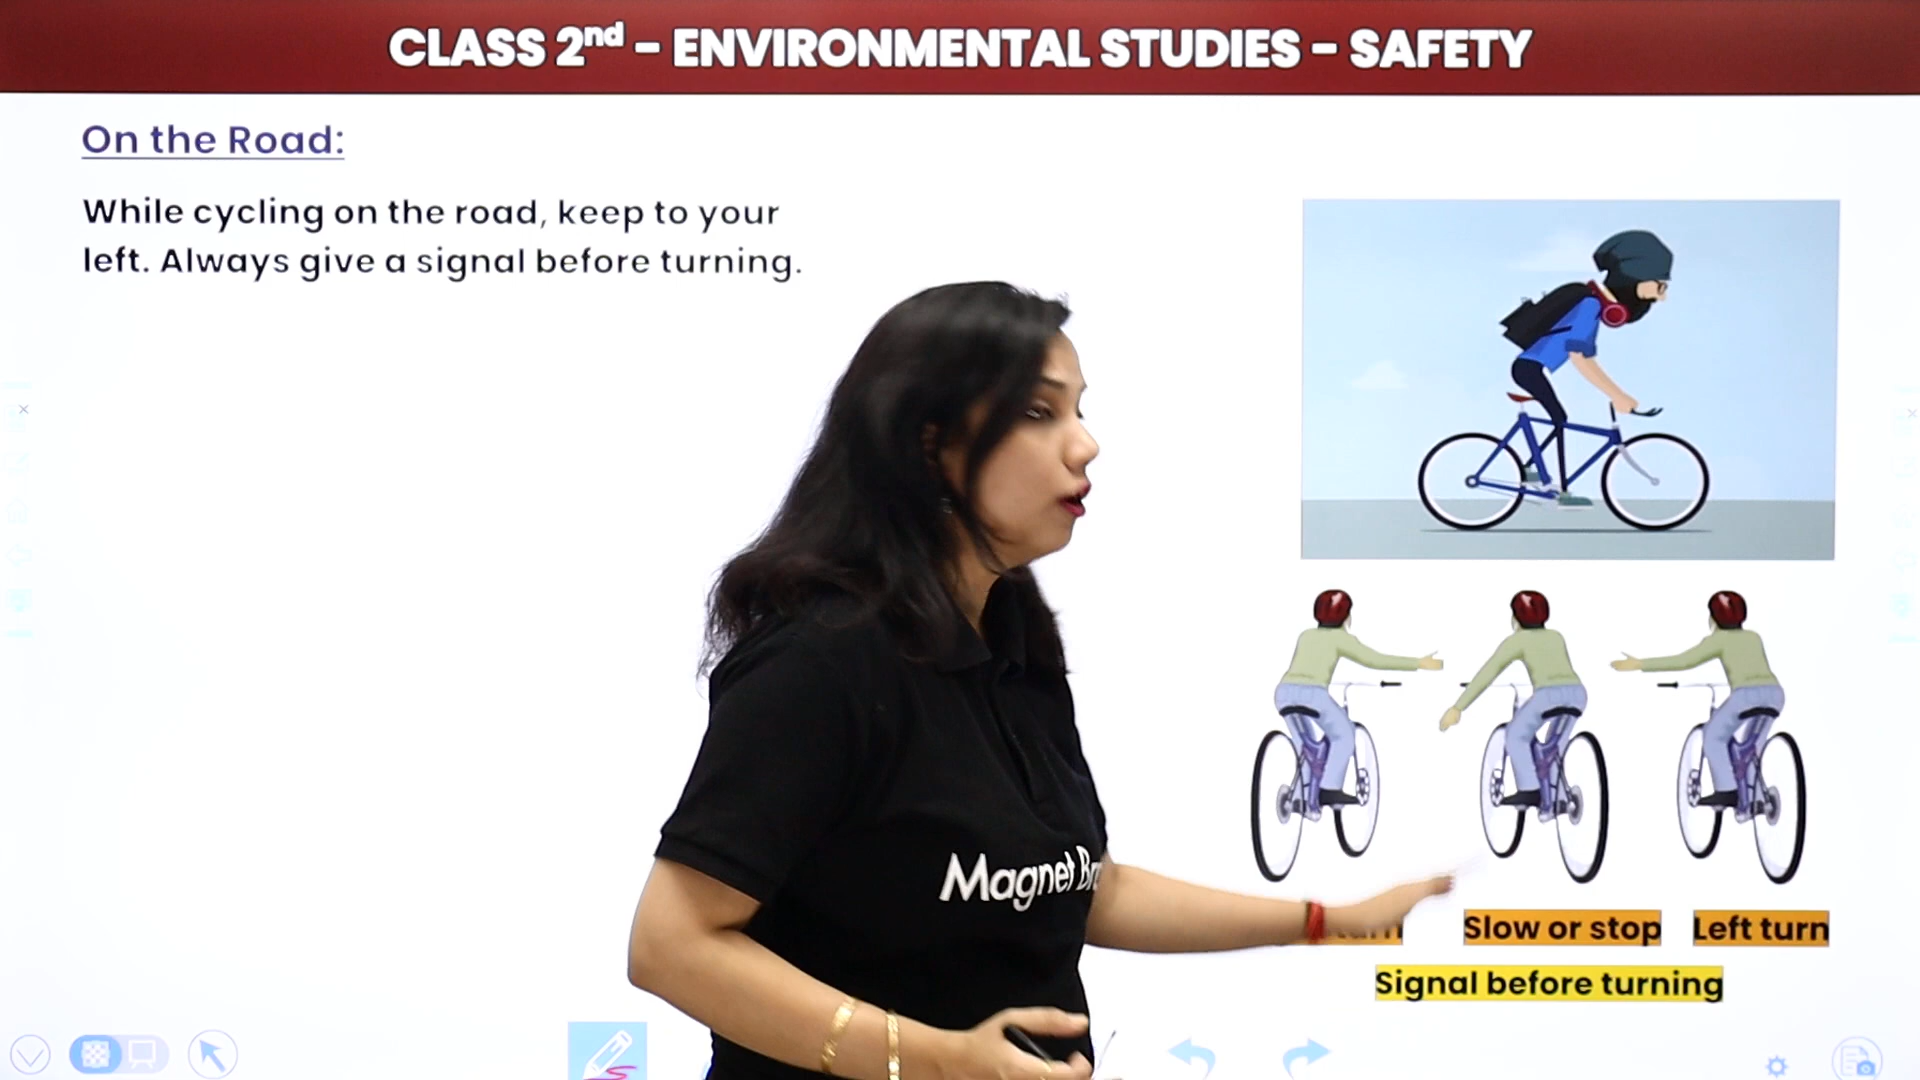 CLASS 2nd - ENVIRONMENTAL STUDIES - SAFETY
On the Road:
While cycling on the road, keep to your
left. Always give a signal before turning.
Magnet
Slow or stop
Left turn
Signal before turning